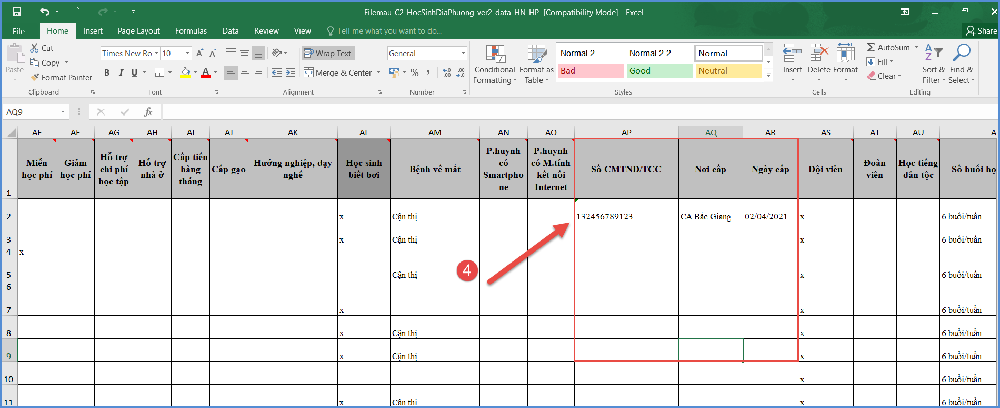 Filemau-C2-HocSinhDiaPhuong-ver2-data-HN_HP [Compatibility Mode] - Excel
File Home Insert Page Layout Formulas Data Review View Tell me what you want to do... Share
Paste Cut Copy Format Painter Clipboard
Times New Ro 10 B I U A Font
Wrap Text Merge & Center Alignment
General % Number
Conditional Formatting Format as Table
Normal 2 Normal 2 2 Normal
Bad Good Neutral
Styles
Insert Delete Format Cells
AutoSum Fill Clear Sort & Filter Find & Select Editing
AQ9 fx
AE AF AG AH AI AJ AK AL AM AN AO AP AQ AR AS AT AU A
1 Miễn học phí Giảm học phí Hỗ trợ chi phí học tập Hỗ trợ nhà ở Cấp tiền hàng tháng Cấp gạo Hướng nghiệp, dạy nghề Học sinh biết bơi Bệnh về mắt P.huynh có Smartphone P.huynh có M.tính kết nối Internet Số CMTND/TCC Nơi cấp Ngày cấp Đội viên Đoàn viên Học tiếng dân tộc Số buổi họ
2 x Cận thị 132456789123 CA Bắc Giang 02/04/2021 x 6 buổi/tuần
3 x Cận thị x 6 buổi/tuần
4 x
5 Cận thị x 6 buổi/tuần
4
6
7 x x 6 buổi/tuần
8 x Cận thị x 6 buổi/tuần
9 x Cận thị x 6 buổi/tuần
10 x 6 buổi/tuần
11 x Cận thị x 6 buổi/tuần